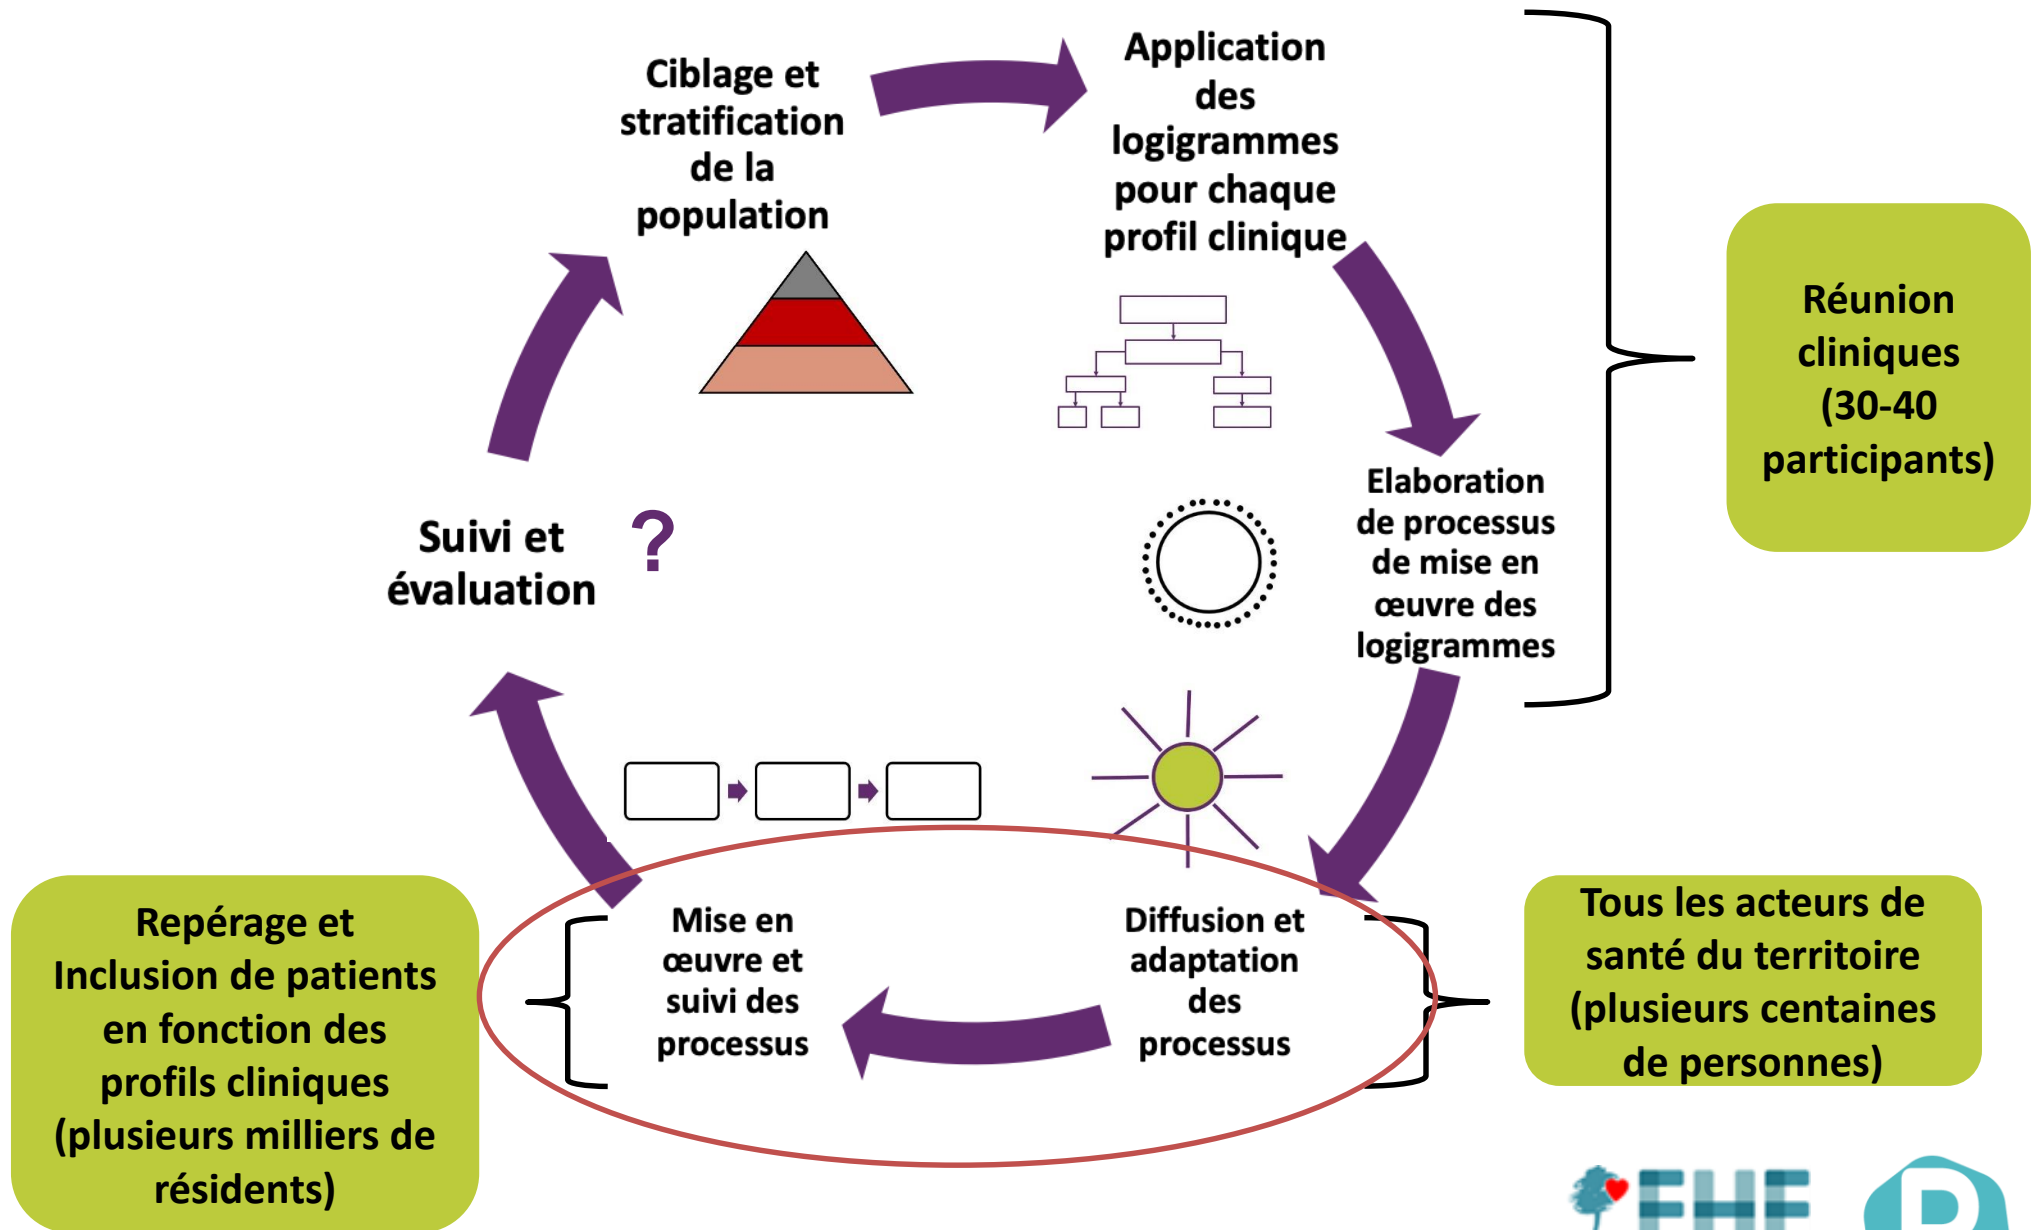 Ciblage et
stratification
de la
population
Application
des
logigrammes
pour chaque
profil clinique
Réunion
cliniques
(30-40
participants)
Elaboration
de processus
de mise en
œuvre des
logigrammes
Suivi et
évaluation
?
Repérage et
Inclusion de patients
en fonction des
profils cliniques
(plusieurs milliers de
résidents)
Mise en
œuvre et
suivi des
processus
Diffusion et
adaptation
des
processus
Tous les acteurs de
santé du territoire
(plusieurs centaines
de personnes)
FHF